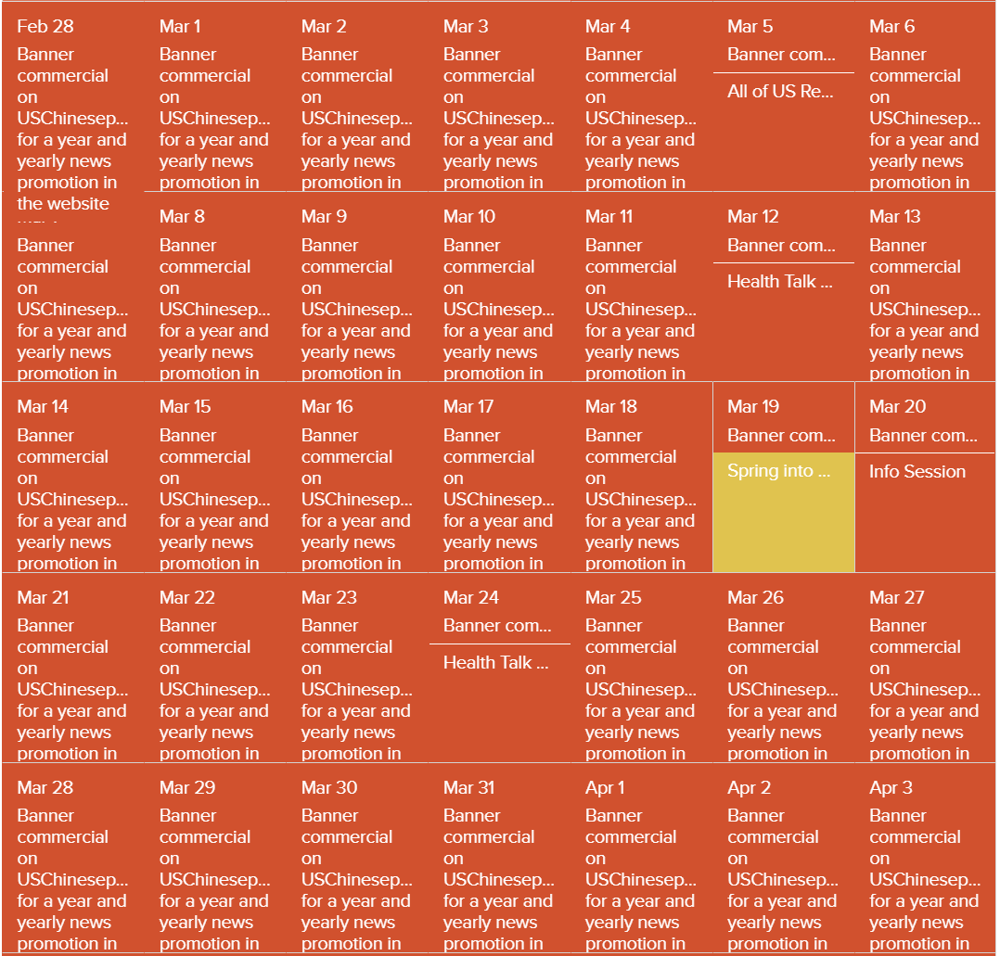 Feb 28
Banner
commercial
on
USChinesep...
for a year and
yearly news
promotion in
the website
Mar 1
Banner
commercial
on
USChinesep...
for a year and
yearly news
promotion in
Mar 2
Banner
commercial
on
USChinesep...
for a year and
yearly news
promotion in
Mar 3
Banner
commercial
on
USChinesep...
for a year and
yearly news
promotion in
Mar 4
Banner
commercial
on
USChinesep...
for a year and
yearly news
promotion in
Mar 5
Banner com...
All of US Re...
Mar 6
Banner
commercial
on
USChinesep...
for a year and
yearly news
promotion in
Banner
commercial
on
USChinesep...
for a year and
yearly news
promotion in
Mar 8
Banner
commercial
on
USChinesep...
for a year and
yearly news
promotion in
Mar 9
Banner
commercial
on
USChinesep...
for a year and
yearly news
promotion in
Mar 10
Banner
commercial
on
USChinesep...
for a year and
yearly news
promotion in
Mar 11
Banner
commercial
on
USChinesep...
for a year and
yearly news
promotion in
Mar 12
Banner com...
Health Talk ...
Mar 13
Banner
commercial
on
USChinesep...
for a year and
yearly news
promotion in
Mar 14
Banner
commercial
on
USChinesep...
for a year and
yearly news
promotion in
Mar 15
Banner
commercial
on
USChinesep...
for a year and
yearly news
promotion in
Mar 16
Banner
commercial
on
USChinesep...
for a year and
yearly news
promotion in
Mar 17
Banner
commercial
on
USChinesep...
for a year and
yearly news
promotion in
Mar 18
Banner
commercial
on
USChinesep...
for a year and
yearly news
promotion in
Mar 19
Banner com...
Spring into ...
Mar 20
Banner com...
Info Session
Mar 21
Banner
commercial
on
USChinesep...
for a year and
yearly news
promotion in
Mar 22
Banner
commercial
on
USChinesep...
for a year and
yearly news
promotion in
Mar 23
Banner
commercial
on
USChinesep...
for a year and
yearly news
promotion in
Mar 24
Banner com...
Health Talk ...
Mar 25
Banner
commercial
on
USChinesep...
for a year and
yearly news
promotion in
Mar 26
Banner
commercial
on
USChinesep...
for a year and
yearly news
promotion in
Mar 27
Banner
commercial
on
USChinesep...
for a year and
yearly news
promotion in
Mar 28
Banner
commercial
on
USChinesep...
for a year and
yearly news
promotion in
Mar 29
Banner
commercial
on
USChinesep...
for a year and
yearly news
promotion in
Mar 30
Banner
commercial
on
USChinesep...
for a year and
yearly news
promotion in
Mar 31
Banner
commercial
on
USChinesep...
for a year and
yearly news
promotion in
Apr 1
Banner
commercial
on
USChinesep...
for a year and
yearly news
promotion in
Apr 2
Banner
commercial
on
USChinesep...
for a year and
yearly news
promotion in
Apr 3
Banner
commercial
on
USChinesep...
for a year and
yearly news
promotion in